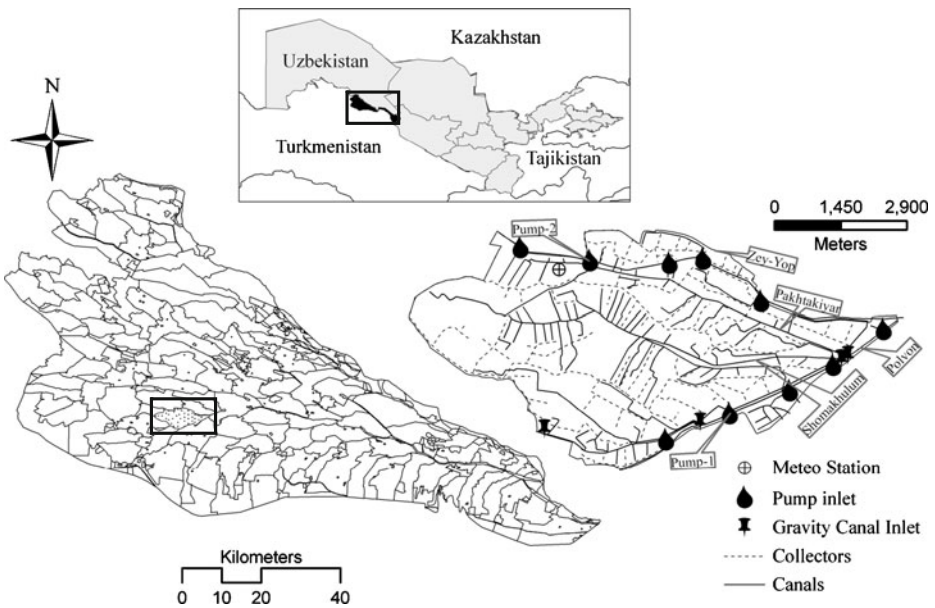 Kazakhstan
Uzbekistan
Turkmenistan
Tajikistan
N
0 1,450 2,900
Meters
Pump-2
Zey-Yop
Pakhtakivar
Polvon
Shomakhulum
Pump-1
Meteo Station
Pump inlet
Gravity Canal Inlet
Collectors
Canals
Kilometers
0 10 20 40